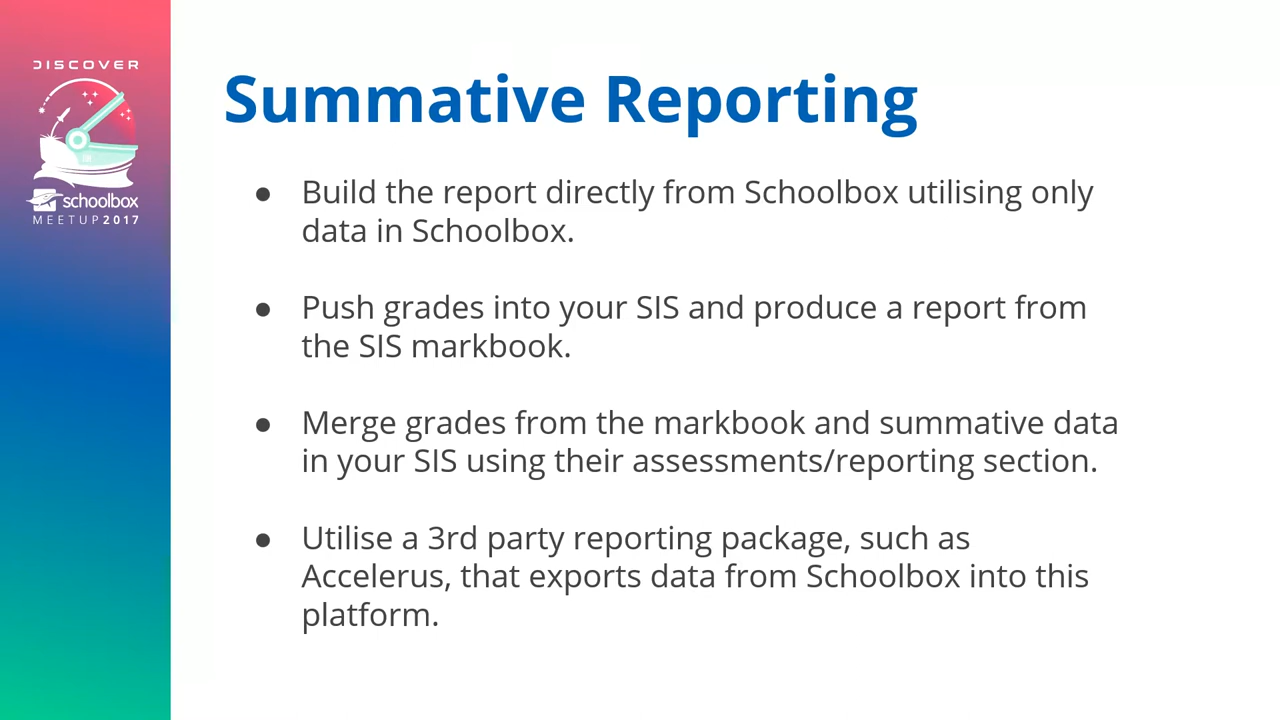 DISCOVER
schoolbox
MEETUP2017
Summative Reporting
● Build the report directly from Schoolbox utilising only
data in Schoolbox.
● Push grades into your SIS and produce a report from
the SIS markbook.
● Merge grades from the markbook and summative data
in your SIS using their assessments/reporting section.
● Utilise a 3rd party reporting package, such as
Accelerus, that exports data from Schoolbox into this
platform.